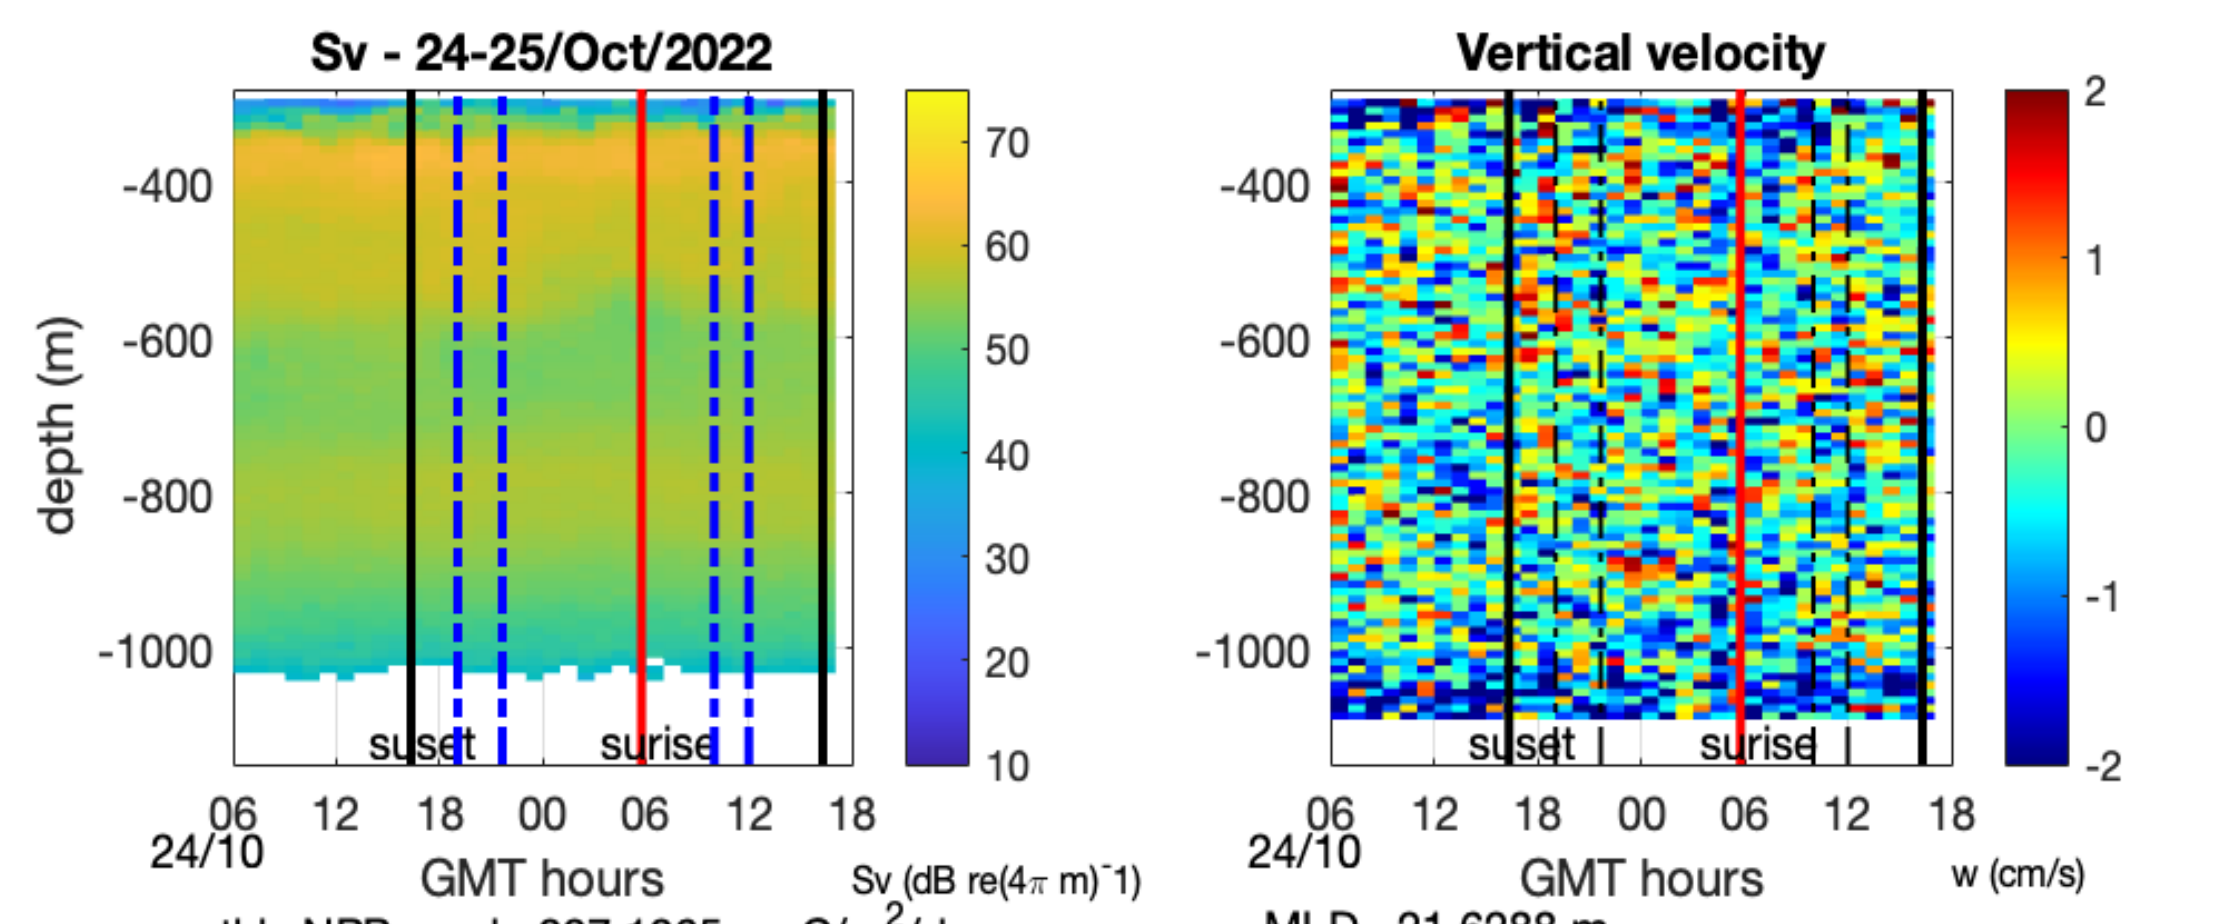 Sv - 24-25/Oct/2022
70
60
50
40
30
20
10
-400
-600
-800
-1000
depth (m)
suset
surise
06 12 18 00 06 12 18
24/10
GMT hours
Sv (dB re(4π m)⁻1)
Vertical velocity
2
1
0
-1
-2
-400
-600
-800
-1000
suset
surise
06 12 18 00 06 12 18
24/10
GMT hours
w (cm/s)